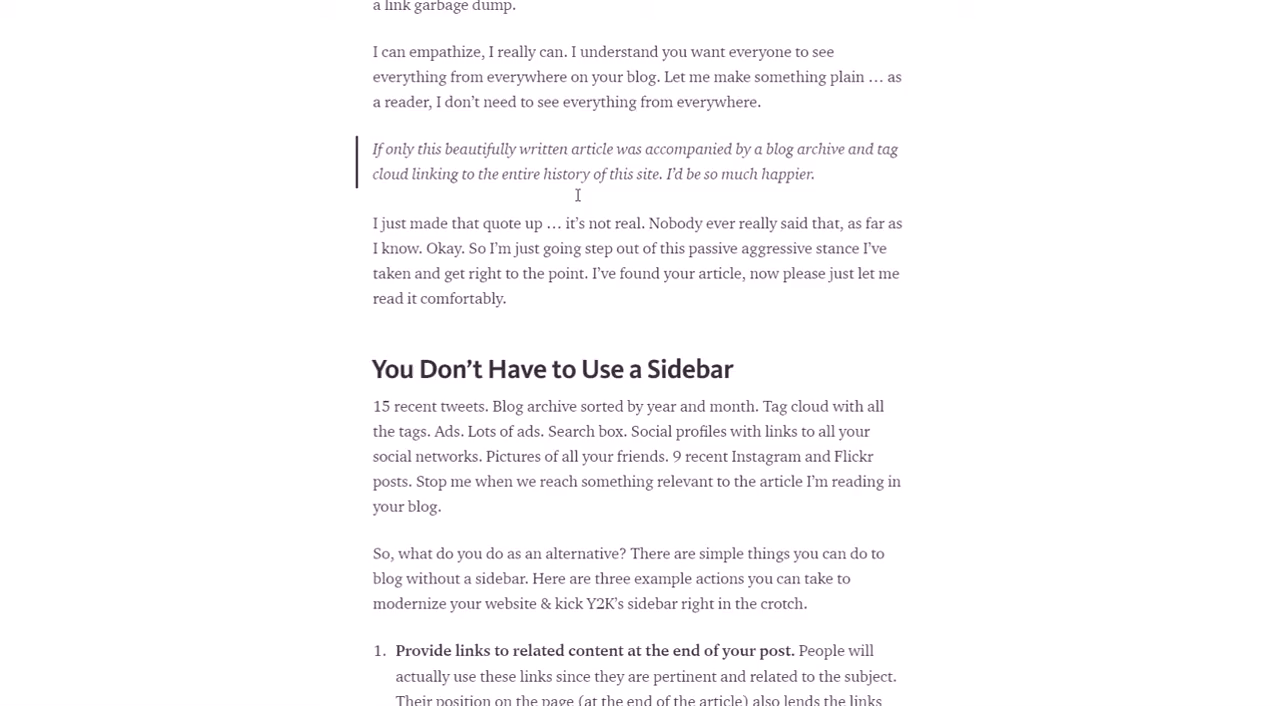 a link garbage dump.
I can empathize, I really can. I understand you want everyone to see
everything from everywhere on your blog. Let me make something plain … as
a reader, I don’t need to see everything from everywhere.
If only this beautifully written article was accompanied by a blog archive and tag
cloud linking to the entire history of this site. I’d be so much happier.
I just made that quote up … it’s not real. Nobody ever really said that, as far as
I know. Okay. So I’m just going step out of this passive aggressive stance I’ve
taken and get right to the point. I’ve found your article, now please just let me
read it comfortably.
You Don’t Have to Use a Sidebar
15 recent tweets. Blog archive sorted by year and month. Tag cloud with all
the tags. Ads. Lots of ads. Search box. Social profiles with links to all your
social networks. Pictures of all your friends. 9 recent Instagram and Flickr
posts. Stop me when we reach something relevant to the article I’m reading in
your blog.
So, what do you do as an alternative? There are simple things you can do to
blog without a sidebar. Here are three example actions you can take to
modernize your website & kick Y2K’s sidebar right in the crotch.
1. Provide links to related content at the end of your post. People will
actually use these links since they are pertinent and related to the subject.
Their position on the page (at the end of the article) also lends the links